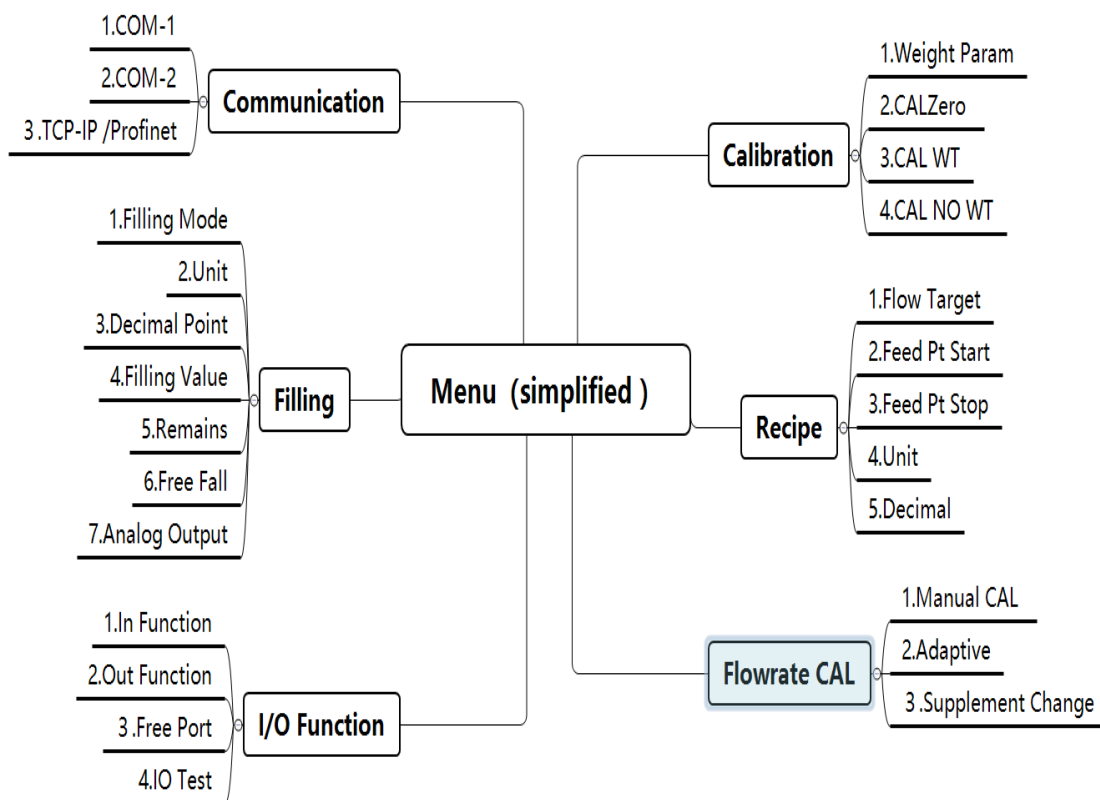 Menu (simplified )
Communication
1.COM-1
2.COM-2
3 .TCP-IP /Profinet
Filling
1.Filling Mode
2.Unit
3.Decimal Point
4.Filling Value
5.Remains
6.Free Fall
7.Analog Output
I/O Function
1.In Function
2.Out Function
3 .Free Port
4.IO Test
Calibration
1.Weight Param
2.CALZero
3.CAL WT
4.CAL NO WT
Recipe
1.Flow Target
2.Feed Pt Start
3.Feed Pt Stop
4.Unit
5.Decimal
Flowrate CAL
1.Manual CAL
2.Adaptive
3 .Supplement Change